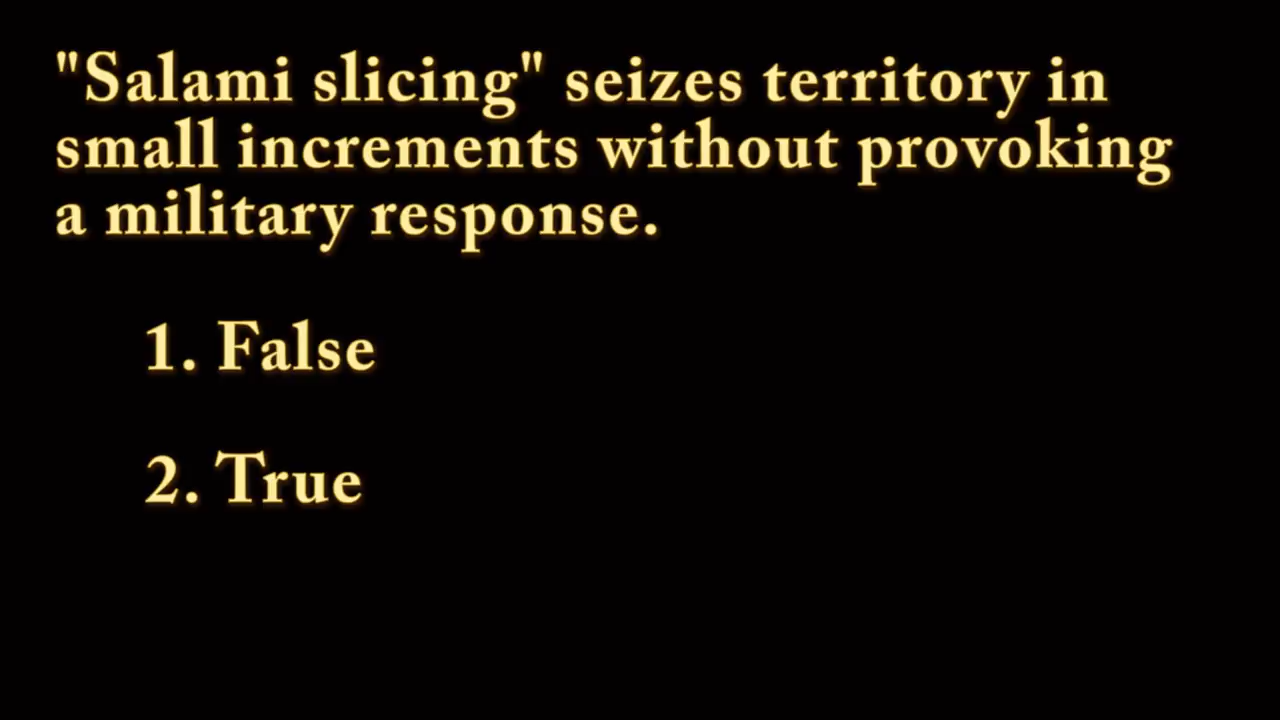 "Salami slicing" seizes territory in
small increments without provoking
a military response.
1. False
2. True